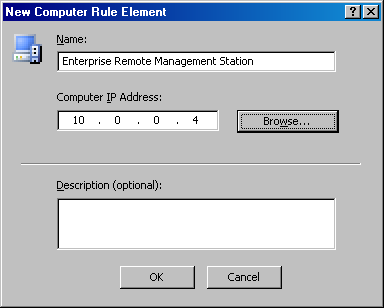 New Computer Rule Element
Name:
Enterprise Remote Management Station
Computer IP Address:
10 . 0 . 0 . 4
Browse...
Description (optional):
OK Cancel